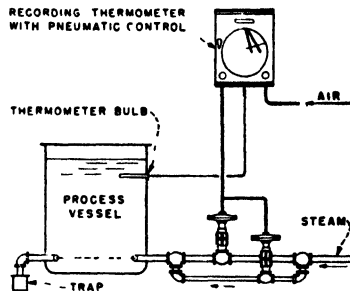 RECORDING THERMOMETER
WITH PNEUMATIC CONTROL
AIR
THERMOMETER BULB
PROCESS
VESSEL
STEAM
TRAP